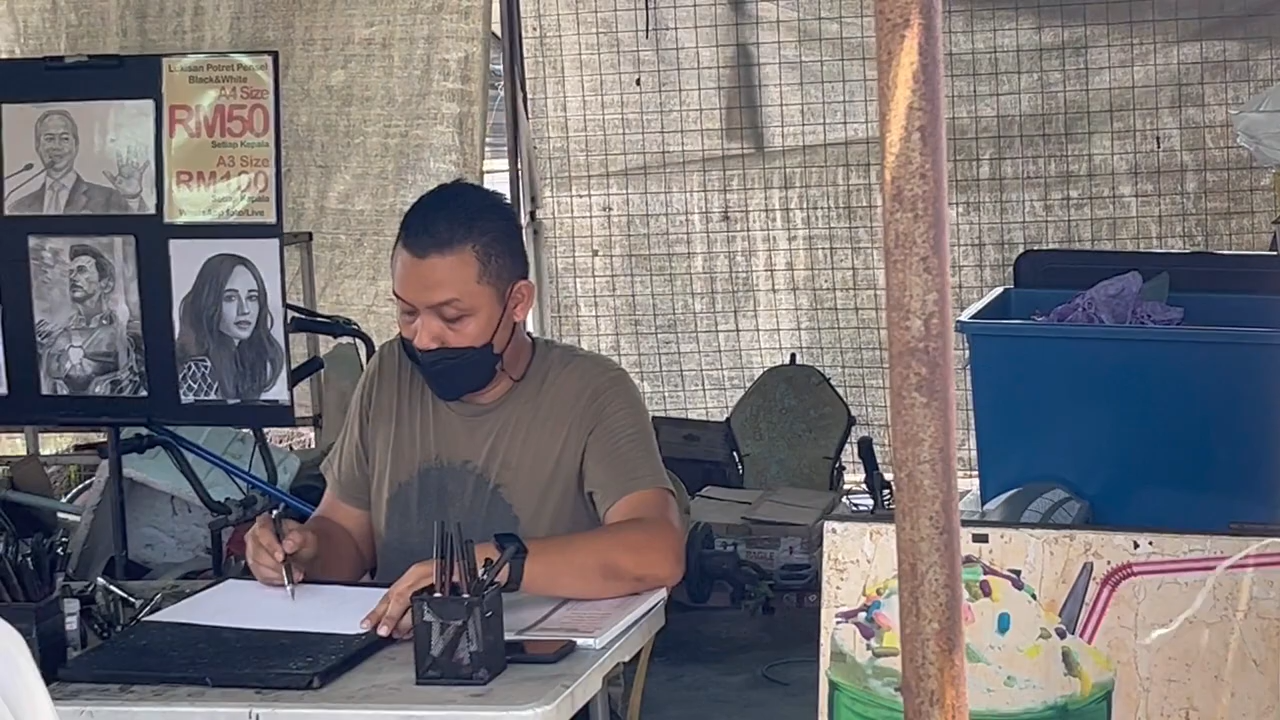 Lukisan Potret Pensel
Black&White
A4 Size
RM50
Setiap Kepala
A3 Size
RM100
Setiap Kepala
EAGLE